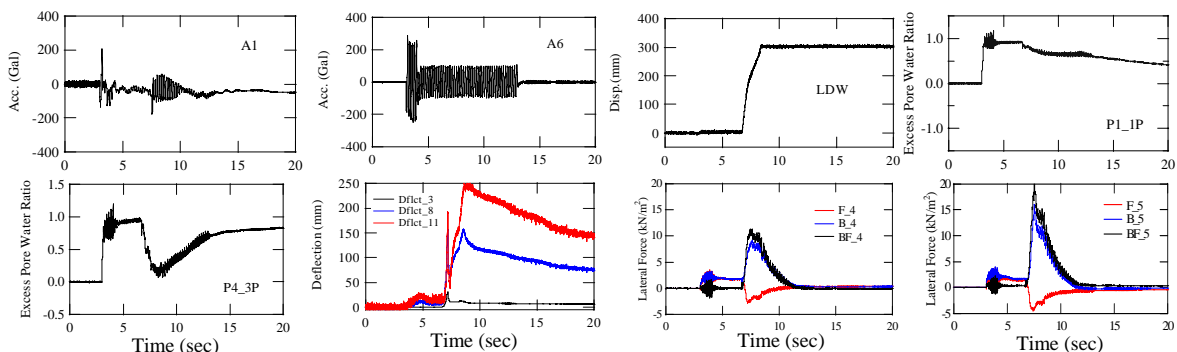 400
200
0
-200
-400
Acc. (Gal)
A1
0 5 10 15 20
400
200
0
-200
-400
Acc. (Gal)
A6
0 5 10 15 20
400
300
200
100
0
Disp.(mm)
LDW
0 5 10 15 20
1.0
0.0
-1.0
Excess Pore Water Ratio
P1_1P
0 5 10 15 20
1.5
1.0
0.5
0.0
Excess Pore Water Ratio
P4_3P
0 5 10 15 20
Time (sec)
250
200
150
100
50
0
Deflection (mm)
Dflct_3
Dflct_8
Dflct_11
0 5 10 15 20
Time (sec)
20
15
10
5
0
-5
Lateral Force (kN/m²)
F_4
B_4
BF_4
0 5 10 15 20
Time (sec)
20
15
10
5
0
-5
Lateral Force (kN/m²)
F_5
B_5
BF_5
0 5 10 15 20
Time (sec)